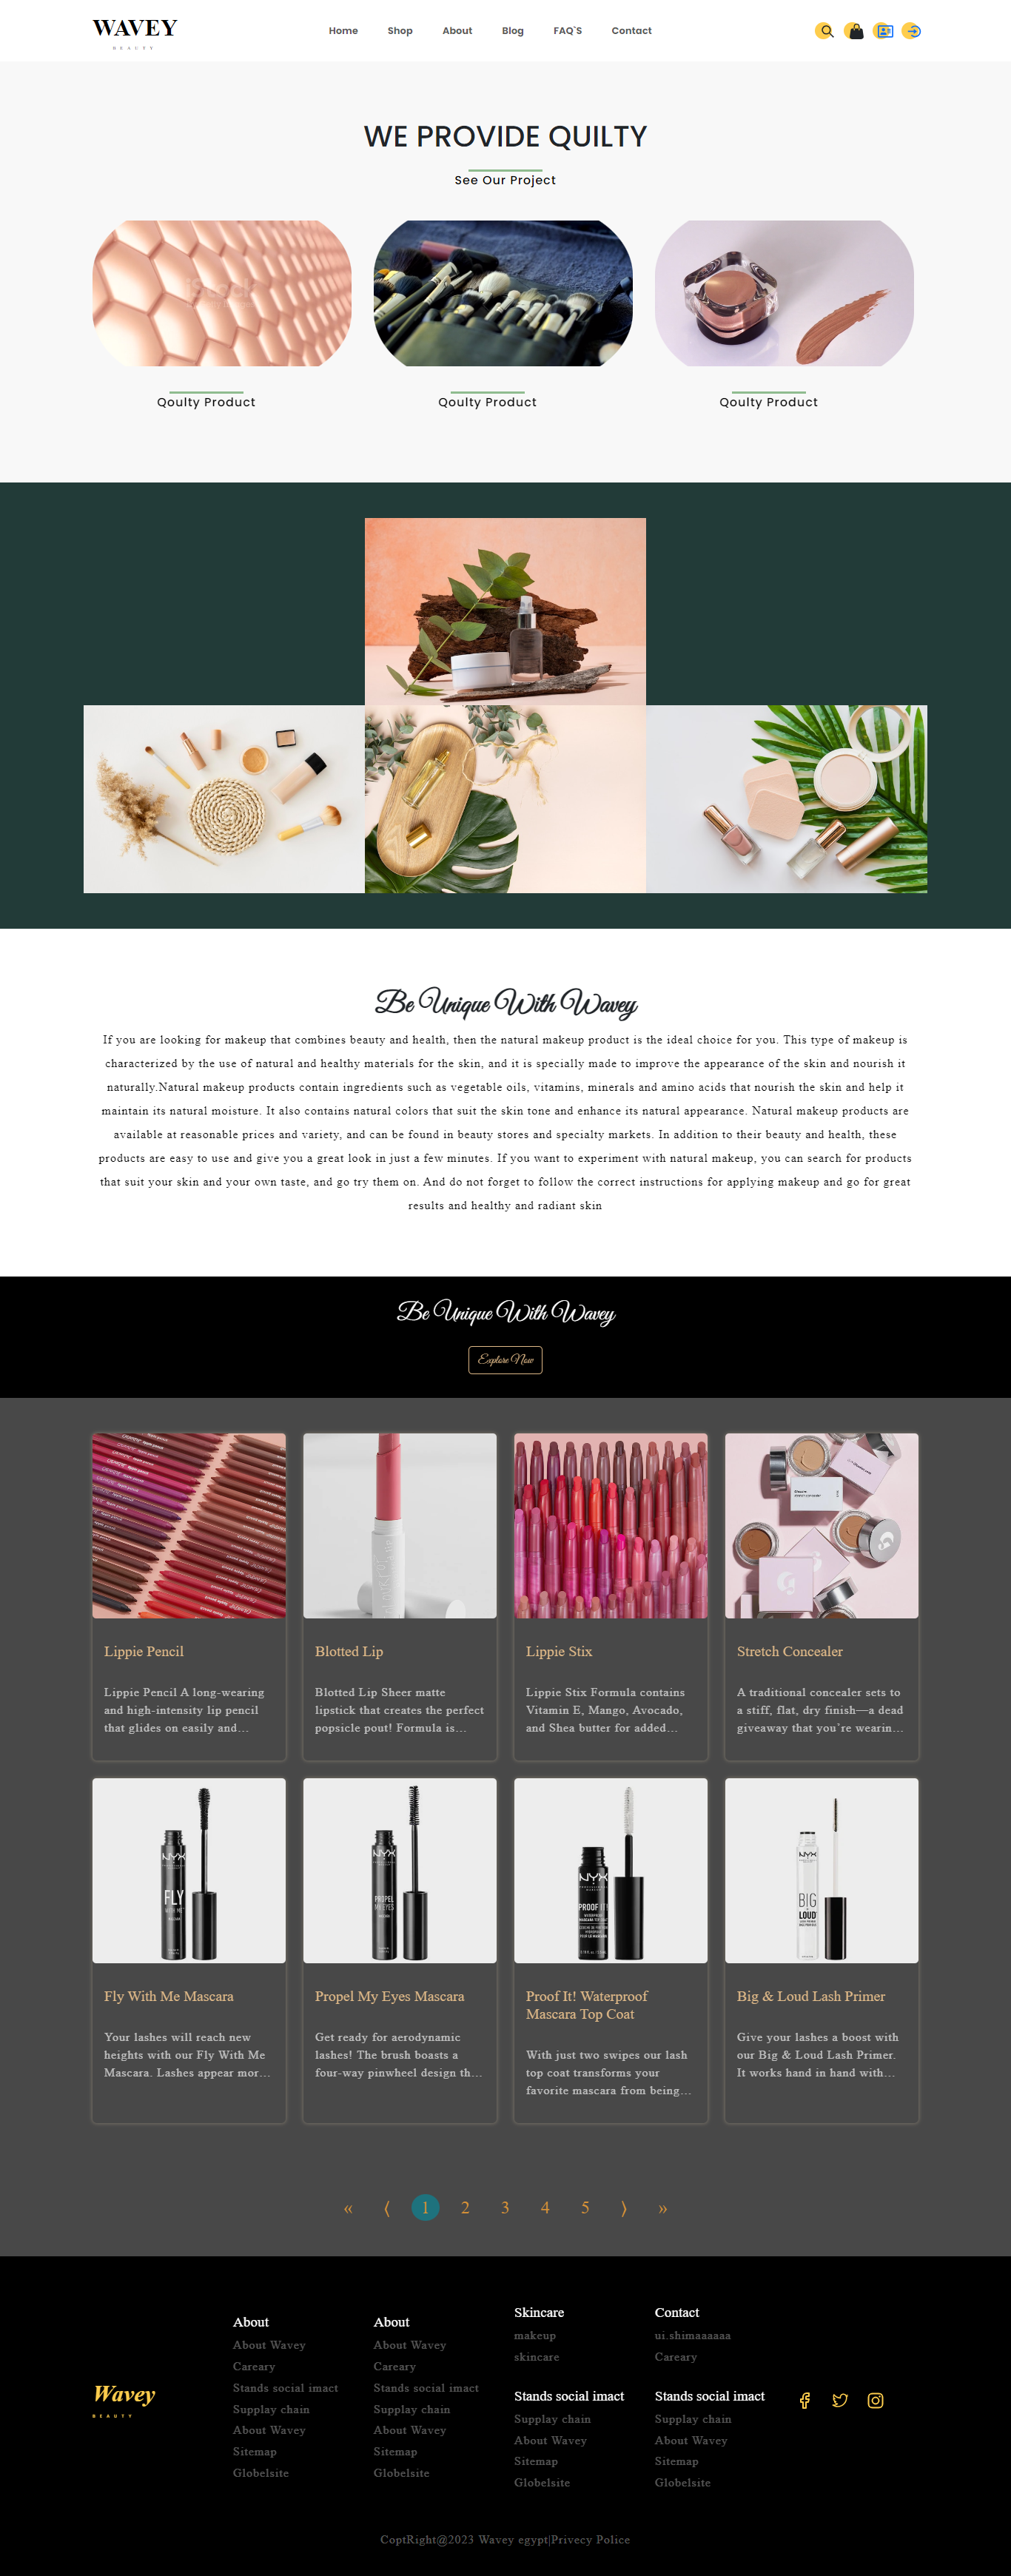 WAVEY
BEAUTY
Home Shop About Blog FAQ`S Contact
WE PROVIDE QUILTY
See Our Project
iStock
Qoulty Product
Qoulty Product
Qoulty Product
Be Unique With Wavey
If you are looking for makeup that combines beauty and health, then the natural makeup product is the ideal choice for you. This type of makeup is
characterized by the use of natural and healthy materials for the skin, and it is specially made to improve the appearance of the skin and nourish it
naturally.Natural makeup products contain ingredients such as vegetable oils, vitamins, minerals and amino acids that nourish the skin and help it
maintain its natural moisture. It also contains natural colors that suit the skin tone and enhance its natural appearance. Natural makeup products are
available at reasonable prices and variety, and can be found in beauty stores and specialty markets. In addition to their beauty and health, these
products are easy to use and give you a great look in just a few minutes. If you want to experiment with natural makeup, you can search for products
that suit your skin and your own taste, and go try them on. And do not forget to follow the correct instructions for applying makeup and go for great
results and healthy and radiant skin
Be Unique With Wavey
Explore Now
Lippie Pencil
Lippie Pencil A long-wearing
and high-intensity lip pencil
that glides on easily and...
Blotted Lip
Blotted Lip Sheer matte
lipstick that creates the perfect
popsicle pout! Formula is...
Lippie Stix
Lippie Stix Formula contains
Vitamin E, Mango, Avocado,
and Shea butter for added...
Stretch Concealer
A traditional concealer sets to
a stiff, flat, dry finish—a dead
giveaway that you’re wearin...
NYX
FLY
WITH ME
NYX
PROPEL
MY EYES
NYX
PROOF IT!
NYX
BIG
LOUD
Fly With Me Mascara
Your lashes will reach new
heights with our Fly With Me
Mascara. Lashes appear mor...
Propel My Eyes Mascara
Get ready for aerodynamic
lashes! The brush boasts a
four-way pinwheel design th...
Proof It! Waterproof
Mascara Top Coat
With just two swipes our lash
top coat transforms your
favorite mascara from being...
Big & Loud Lash Primer
Give your lashes a boost with
our Big & Loud Lash Primer.
It works hand in hand with...
« ⟨ 1 2 3 4 5 ⟩ »
Wavey
BEAUTY
About
About Wavey
Careary
Stands social imact
Supplay chain
About Wavey
Sitemap
Globelsite
About
About Wavey
Careary
Stands social imact
Supplay chain
About Wavey
Sitemap
Globelsite
Skincare
makeup
skincare
Stands social imact
Supplay chain
About Wavey
Sitemap
Globelsite
Contact
ui.shimaaaaaa
Careary
Stands social imact
Supplay chain
About Wavey
Sitemap
Globelsite
CoptRight@2023 Wavey egypt|Privecy Police